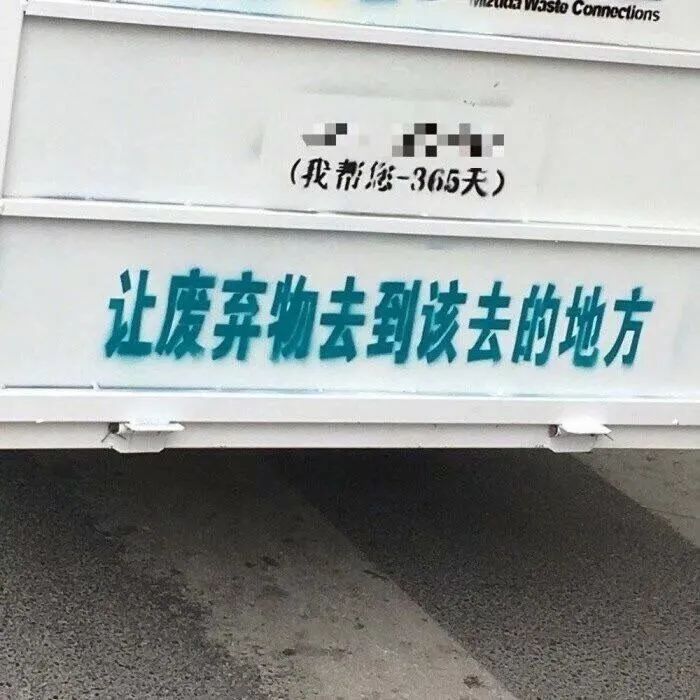 Mizuda Waste Connections
(我帮您-365天)
让废弃物去到该去的地方